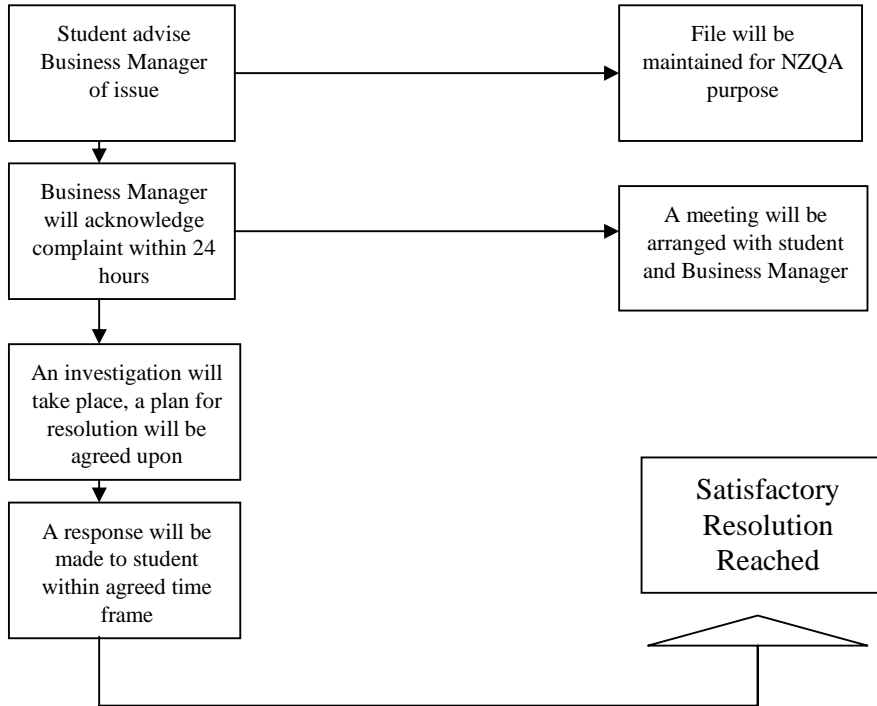 Student advise
Business Manager
of issue
File will be
maintained for NZQA
purpose
Business Manager
will acknowledge
complaint within 24
hours
A meeting will be
arranged with student
and Business Manager
An investigation will
take place, a plan for
resolution will be
agreed upon
A response will be
made to student
within agreed time
frame
Satisfactory
Resolution
Reached